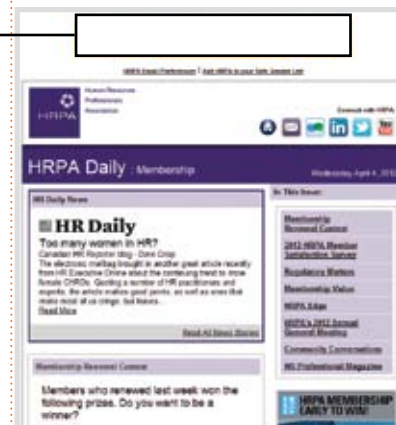 HRPA Email Preferences | Add HRPA to your Safe Sender List
HRPA
Human Resources
Professionals
Association
Connect with HRPA
in
You
HRPA Daily : Membership
Wednesday, April 4, 2012
HR Daily News
HR Daily
Too many women in HR?
Canadian HR Reporter blog - Dave Crisp
The electronic mailbag brought in another great article recently
from HR Executive Online about the continuing trend to more
female CHROs. Quoting a number of HR practitioners and
experts, the article makes good points, as well as ones that
make most of us cringe, but leaves...
Read More
Read All News Stories
Membership Renewal Contest
Members who renewed last week won the
following prizes. Do you want to be a
winner?
In This Issue:
Membership
Renewal Contest
2012 HRPA Member
Satisfaction Survey
Regulatory Matters
Membership Value
HRPA Edge
HRPA's 2012 Annual
General Meeting
Community Conversations
HR Professional Magazine
HRPA MEMBERSHIP
EARLY TO WIN!